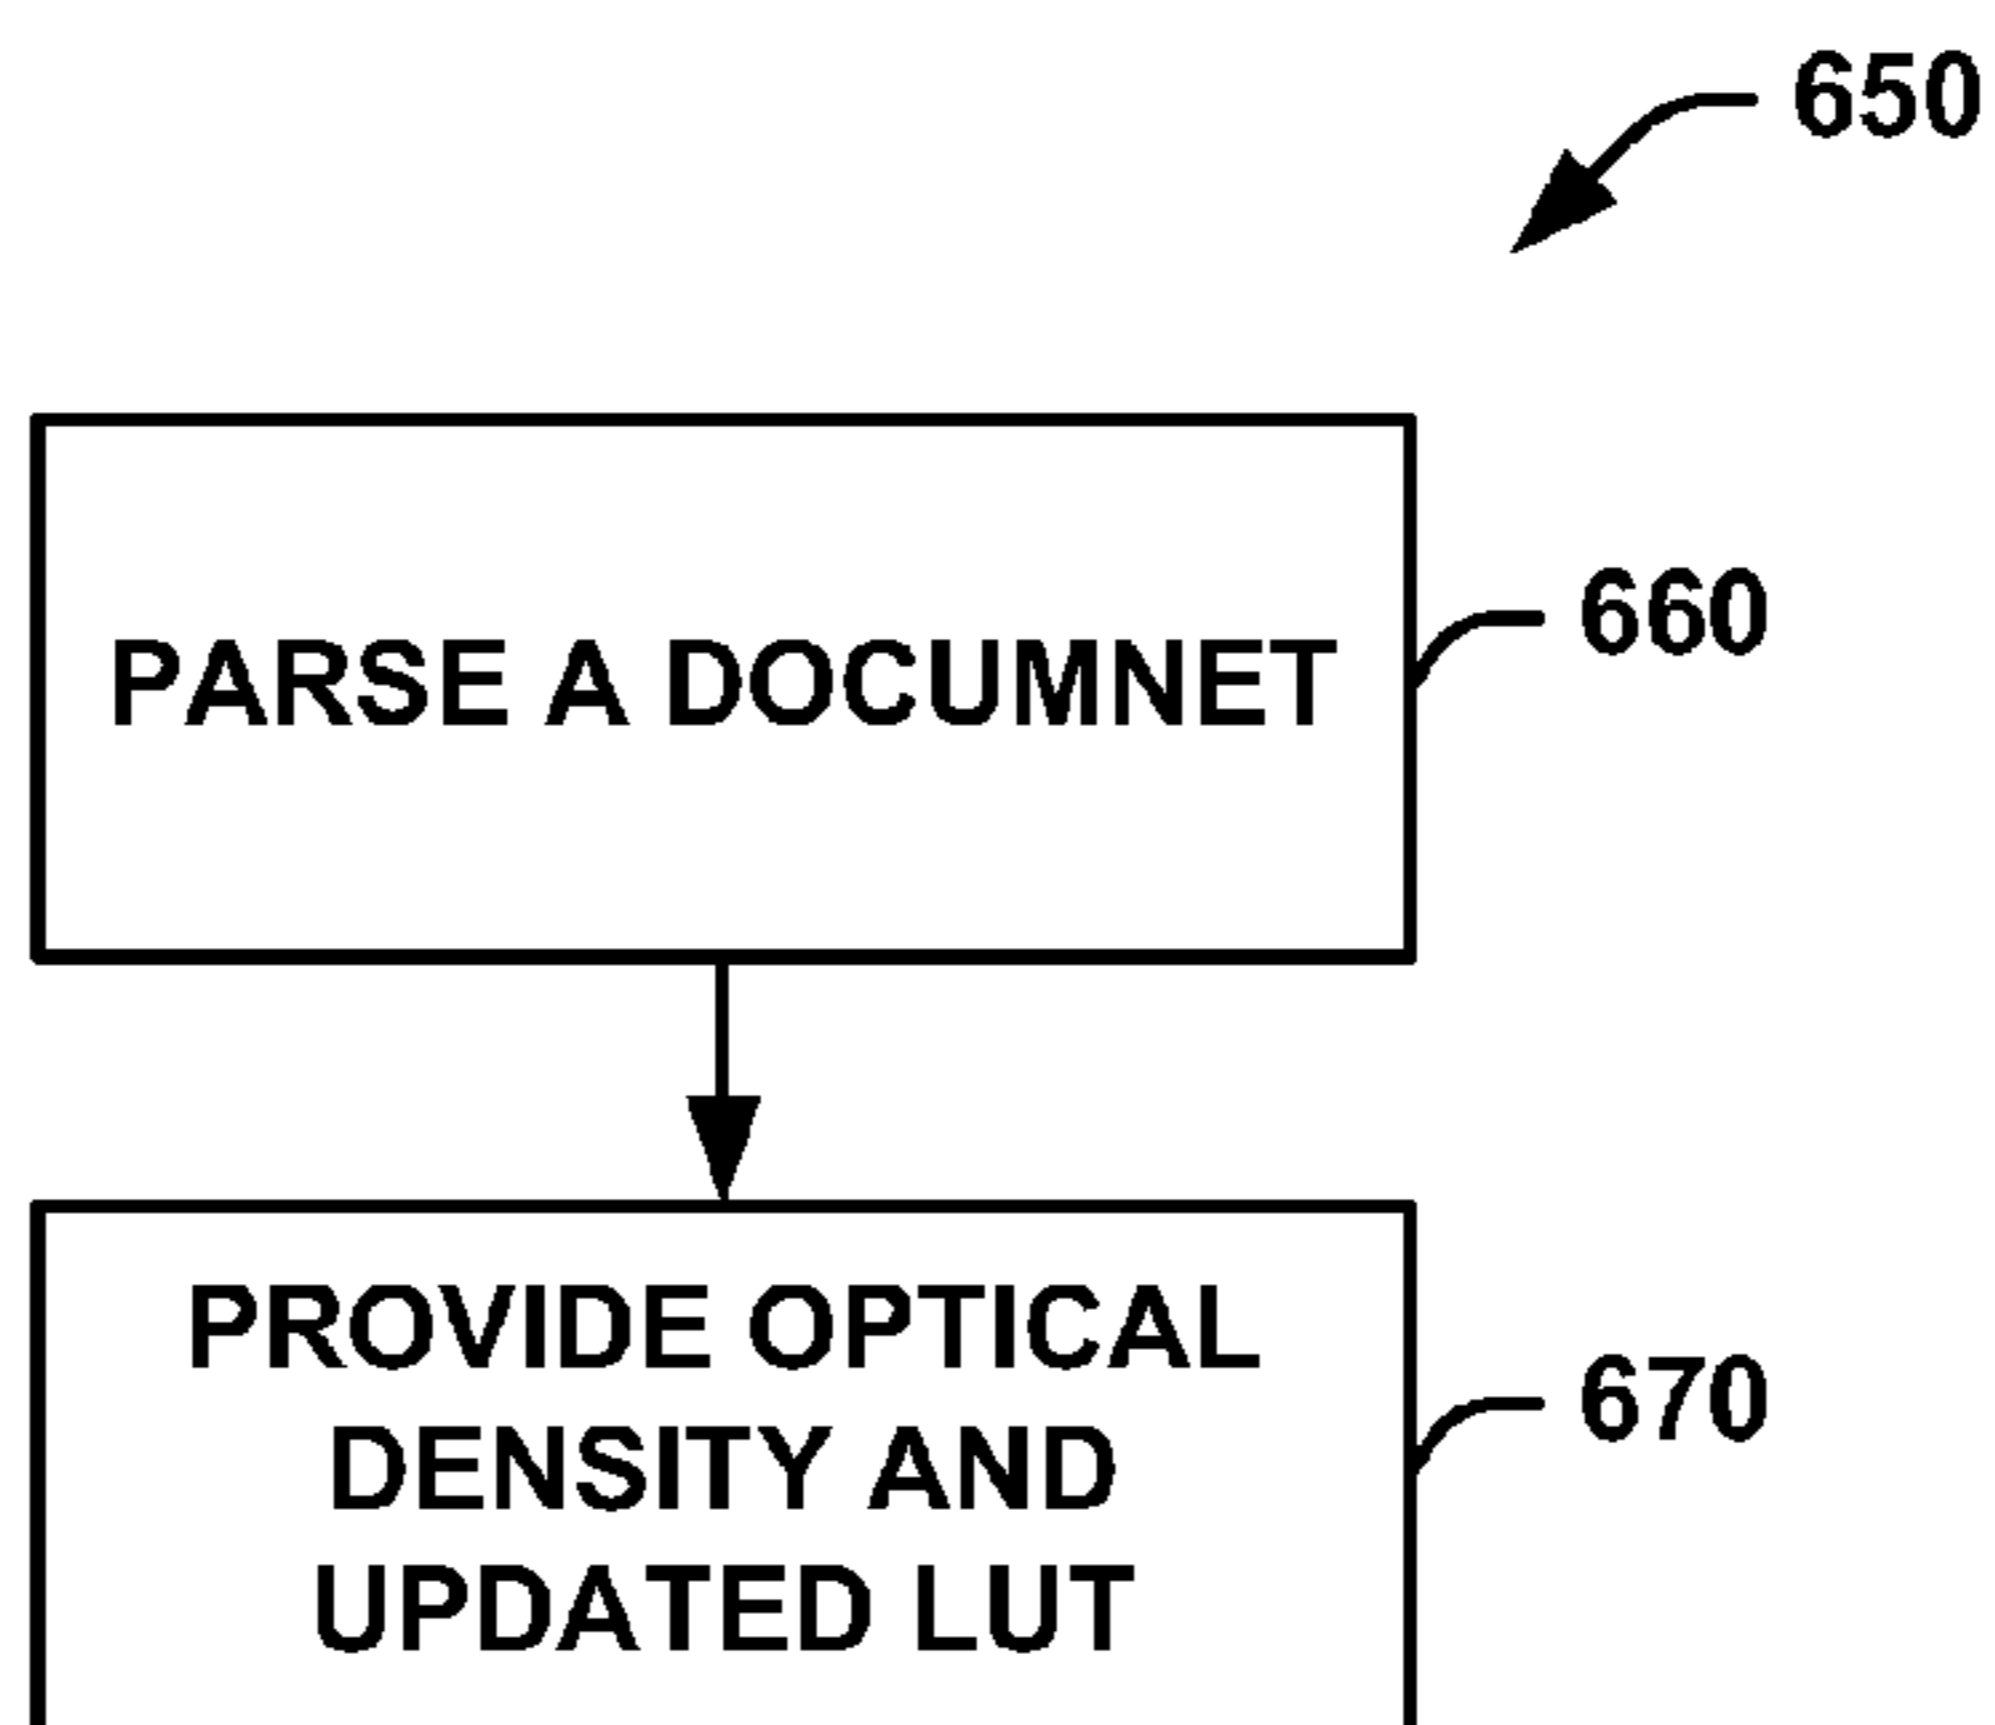 650
PARSE A DOCUMNET
660
PROVIDE OPTICAL
DENSITY AND
UPDATED LUT
670